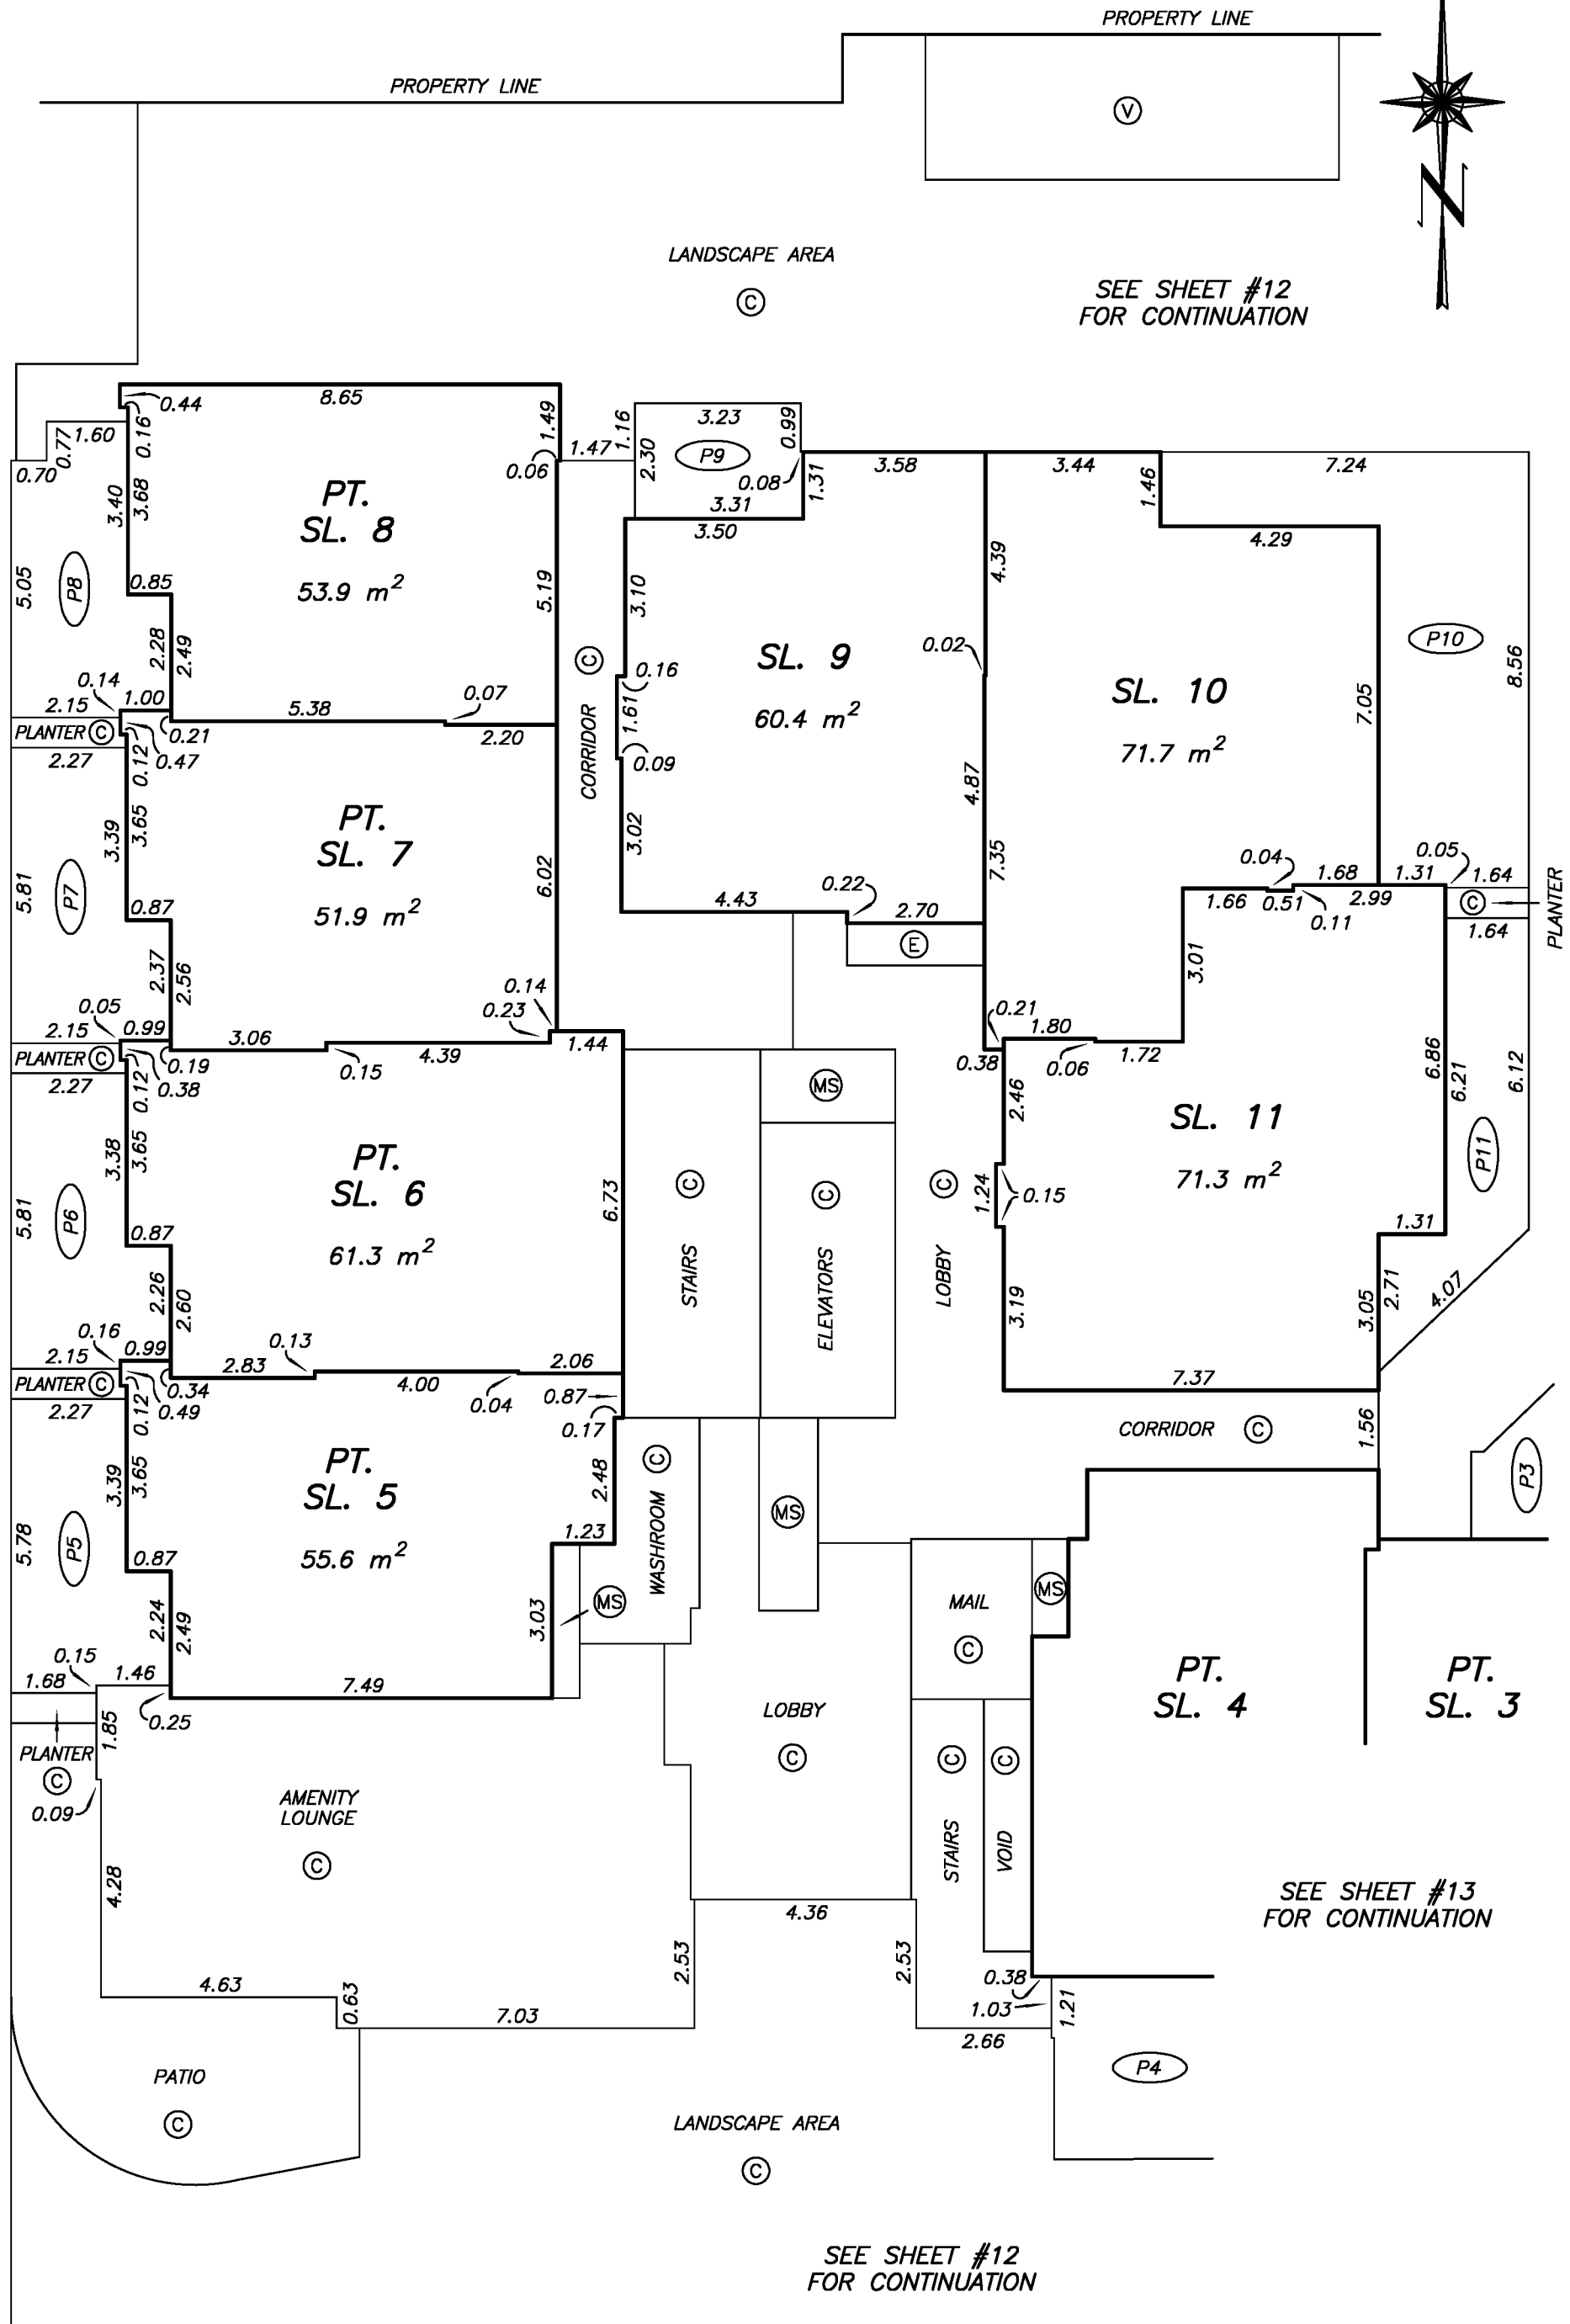 PROPERTY LINE
PROPERTY LINE
V
N
LANDSCAPE AREA
C
SEE SHEET #12
FOR CONTINUATION
8.65
0.44
0.16
1.60
0.77
0.70
3.40
3.68
1.49
0.06
1.47
1.16
2.30
3.23
0.99
P9
0.08
1.31
3.31
3.50
3.58
3.44
1.46
7.24
4.29
PT.
SL. 8
53.9 m²
5.05
P8
0.85
2.28
2.49
5.19
0.14
2.15
1.00
5.38
0.07
2.20
0.21
PLANTER C
0.47
0.12
2.27
CORRIDOR C
3.10
0.16
1.61
0.09
3.02
SL. 9
60.4 m²
4.39
0.02
4.87
7.35
4.43
0.22
2.70
E
SL. 10
71.7 m²
7.05
P10
8.56
0.04
1.68
1.31
0.05
1.64
1.66
0.51
0.11
2.99
C
1.64
PLANTER
3.01
PT.
SL. 7
51.9 m²
5.81
P7
3.39
3.65
0.87
2.37
2.56
6.02
0.14
0.23
0.05
2.15
0.99
3.06
0.15
4.39
1.44
0.19
PLANTER C
0.38
0.12
2.27
0.21
1.80
0.38
0.06
1.72
2.46
1.24
0.15
3.19
SL. 11
71.3 m²
6.86
6.21
6.12
P11
1.31
3.05
2.71
4.07
7.37
MS
C
STAIRS
C
ELEVATORS
C
LOBBY
PT.
SL. 6
61.3 m²
5.81
P6
3.38
3.65
0.87
2.26
2.60
6.73
0.16
2.15
0.99
2.83
0.13
4.00
0.04
2.06
0.34
PLANTER C
0.49
0.12
2.27
0.87
0.17
CORRIDOR C
1.56
P3
PT.
SL. 5
55.6 m²
5.78
P5
3.39
3.65
0.87
2.24
2.49
2.48
1.23
3.03
WASHROOM C
MS
MS
MAIL
C
MS
0.15
1.68
1.46
7.49
0.25
1.85
PLANTER
C
0.09
4.28
AMENITY
LOUNGE
C
LOBBY
C
STAIRS C
VOID C
PT.
SL. 4
PT.
SL. 3
SEE SHEET #13
FOR CONTINUATION
4.36
2.53
2.53
4.63
0.63
7.03
0.38
1.03
1.21
2.66
P4
PATIO
C
LANDSCAPE AREA
C
SEE SHEET #12
FOR CONTINUATION